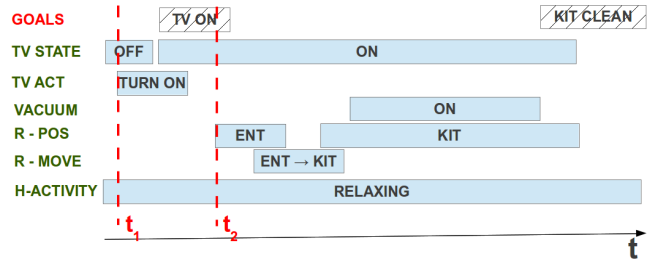 GOALS TV ON KIT CLEAN
TV STATE OFF ON
TV ACT TURN ON
VACUUM ON
R - POS ENT KIT
R - MOVE ENT → KIT
H-ACTIVITY RELAXING
t1 t2
t